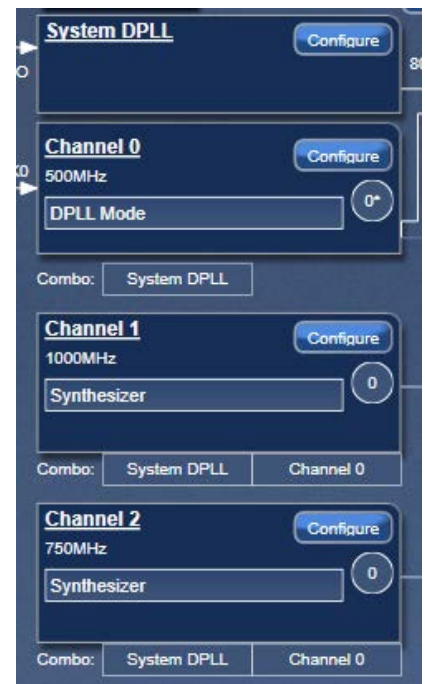 System DPLL
Configure
80
Channel 0
Configure
500MHz
0*
DPLL Mode
Combo: System DPLL
Channel 1
Configure
1000MHz
0
Synthesizer
Combo: System DPLL Channel 0
Channel 2
Configure
750MHz
0
Synthesizer
Combo: System DPLL Channel 0